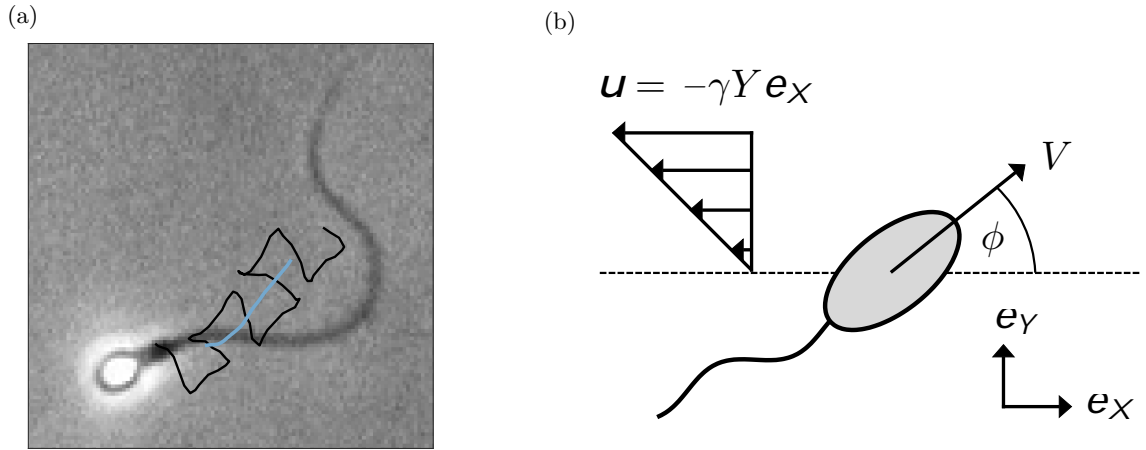 (a)
(b)
u = −γY e_X
V
ϕ
e_Y
e_X